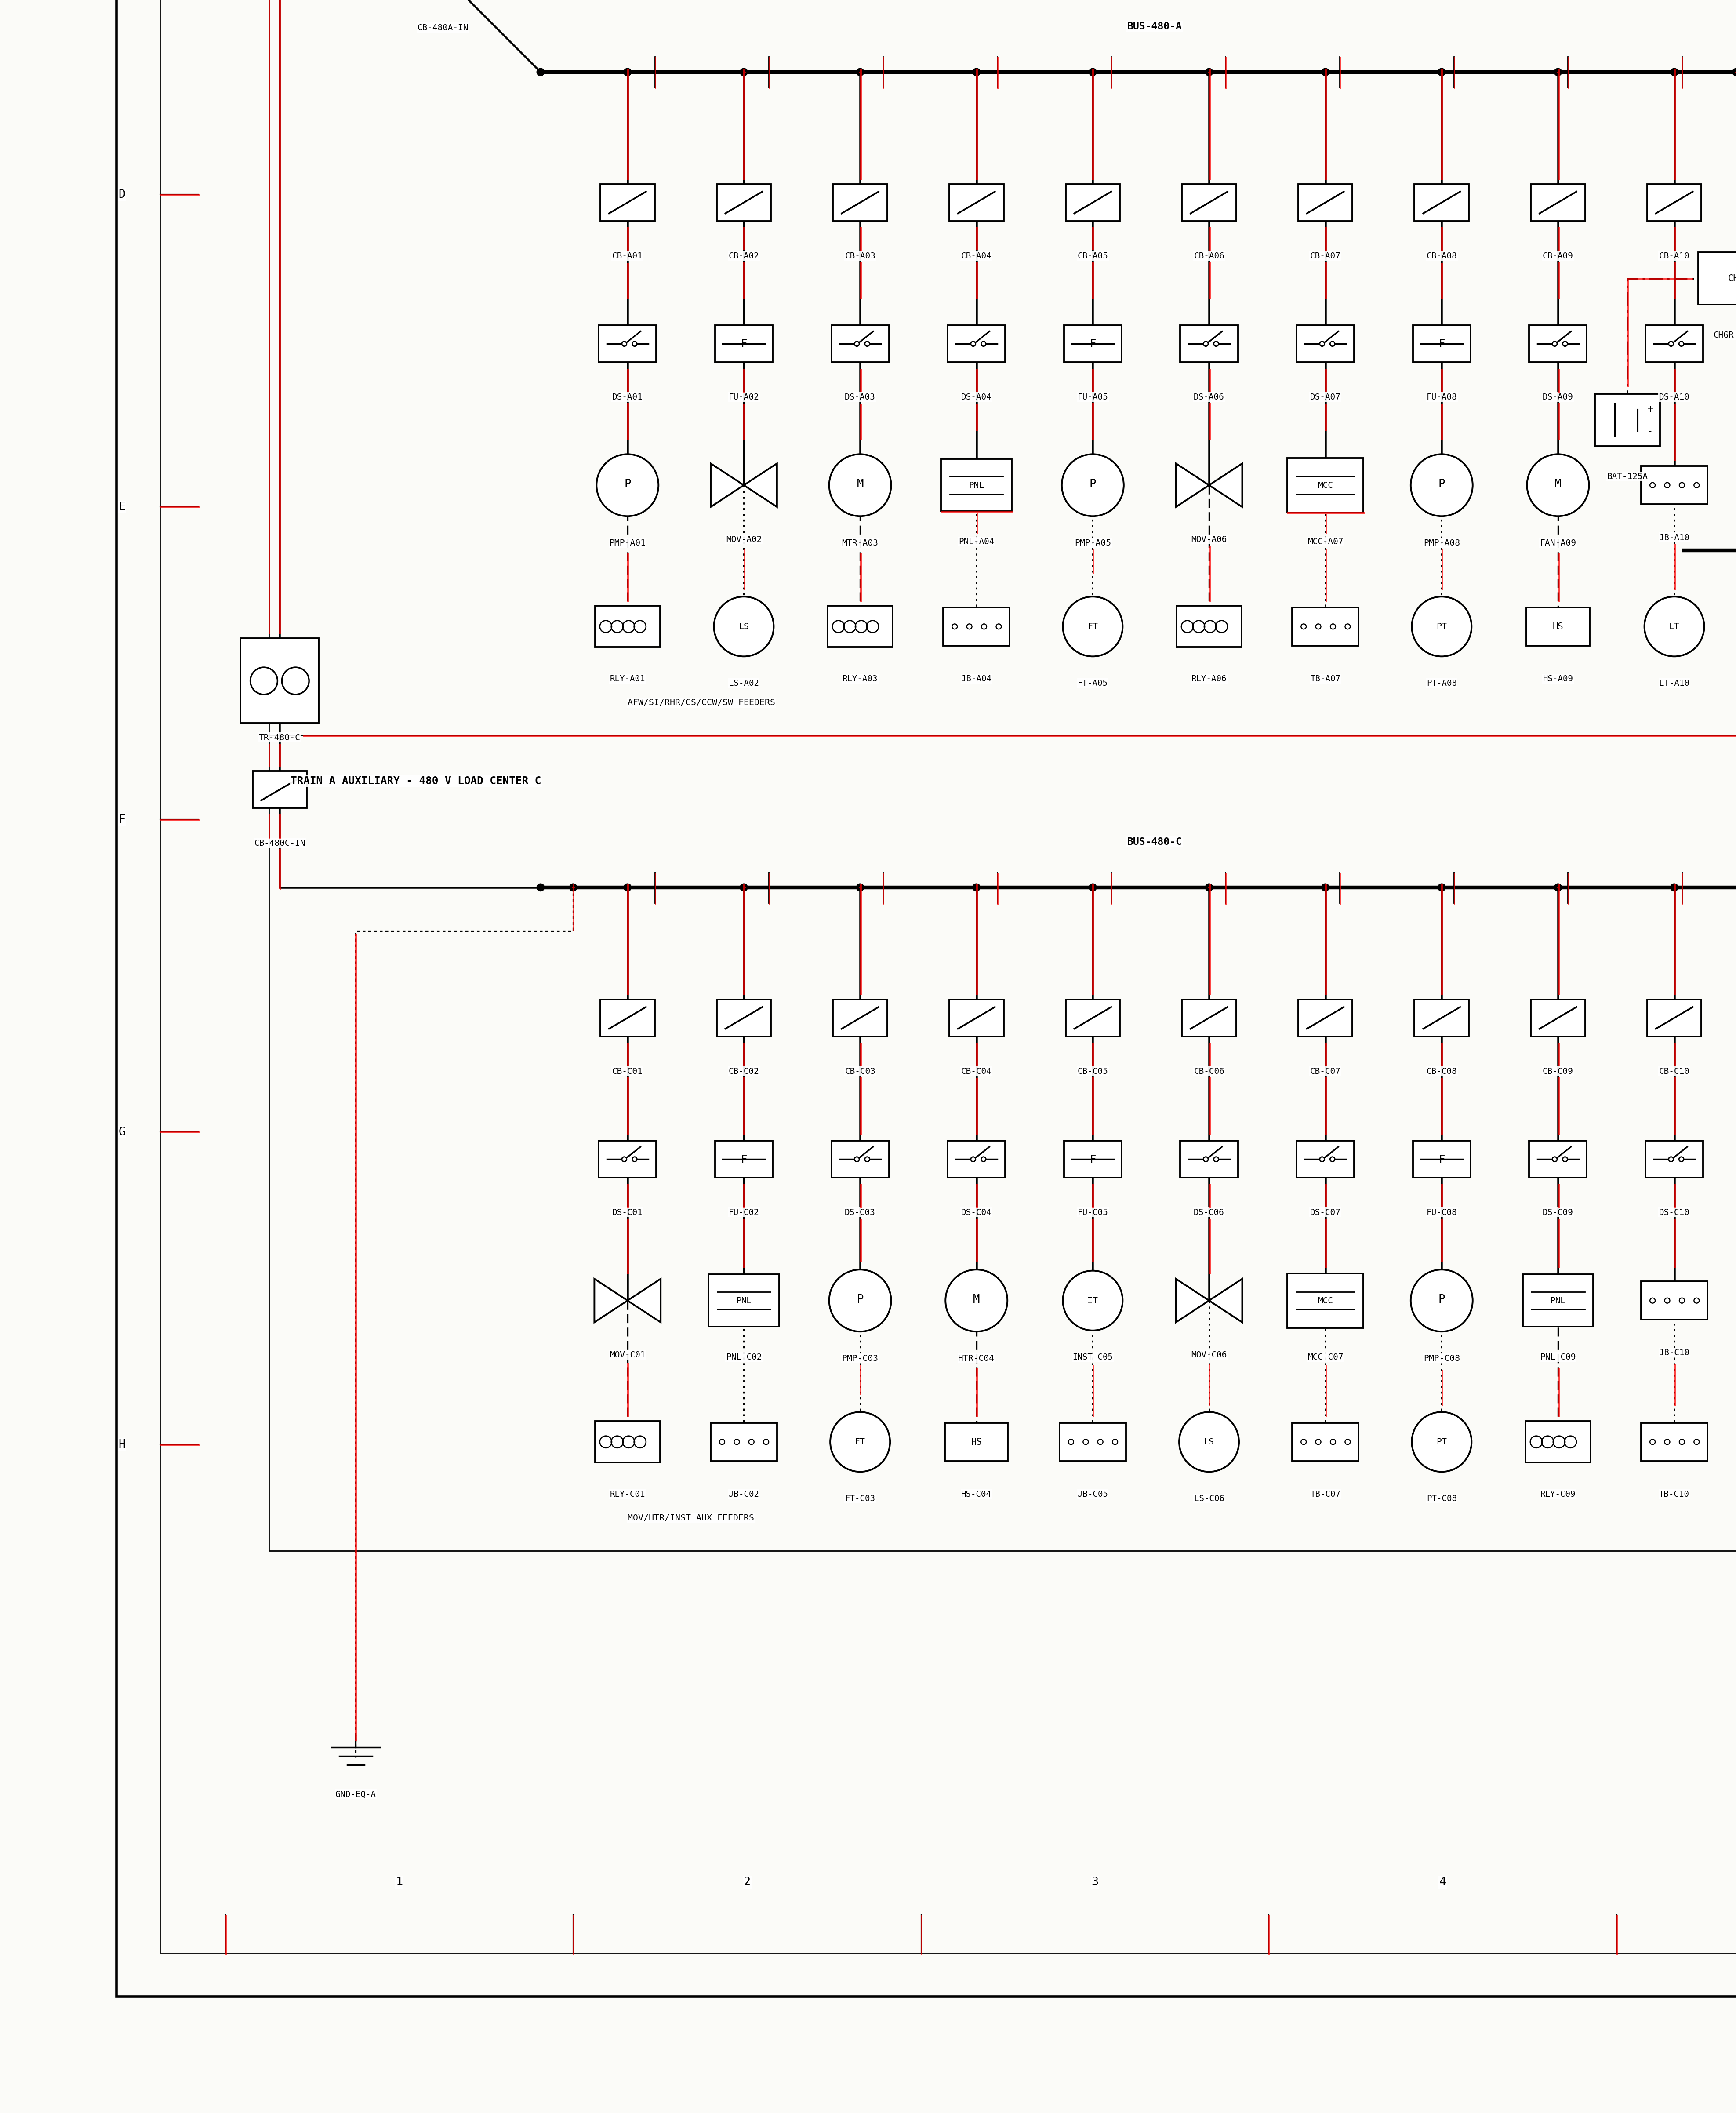 CB-480A-IN
BUS-480-A
D
CB-A01 CB-A02 CB-A03 CB-A04 CB-A05 CB-A06 CB-A07 CB-A08 CB-A09 CB-A10
CH
CHGR-
F F F
DS-A01 FU-A02 DS-A03 DS-A04 FU-A05 DS-A06 DS-A07 FU-A08 DS-A09 DS-A10
+
-
BAT-125A
P M PNL P MCC P M
E
PMP-A01 MOV-A02 MTR-A03 PNL-A04 PMP-A05 MOV-A06 MCC-A07 PMP-A08 FAN-A09 JB-A10
LS FT PT HS LT
RLY-A01 LS-A02 RLY-A03 JB-A04 FT-A05 RLY-A06 TB-A07 PT-A08 HS-A09 LT-A10
AFW/SI/RHR/CS/CCW/SW FEEDERS
TR-480-C
TRAIN A AUXILIARY - 480 V LOAD CENTER C
F
CB-480C-IN
BUS-480-C
CB-C01 CB-C02 CB-C03 CB-C04 CB-C05 CB-C06 CB-C07 CB-C08 CB-C09 CB-C10
G
F F F
DS-C01 FU-C02 DS-C03 DS-C04 FU-C05 DS-C06 DS-C07 FU-C08 DS-C09 DS-C10
PNL P M IT MCC P PNL
MOV-C01 PNL-C02 PMP-C03 HTR-C04 INST-C05 MOV-C06 MCC-C07 PMP-C08 PNL-C09 JB-C10
H
FT HS LS PT
RLY-C01 JB-C02 FT-C03 HS-C04 JB-C05 LS-C06 TB-C07 PT-C08 RLY-C09 TB-C10
MOV/HTR/INST AUX FEEDERS
GND-EQ-A
1 2 3 4